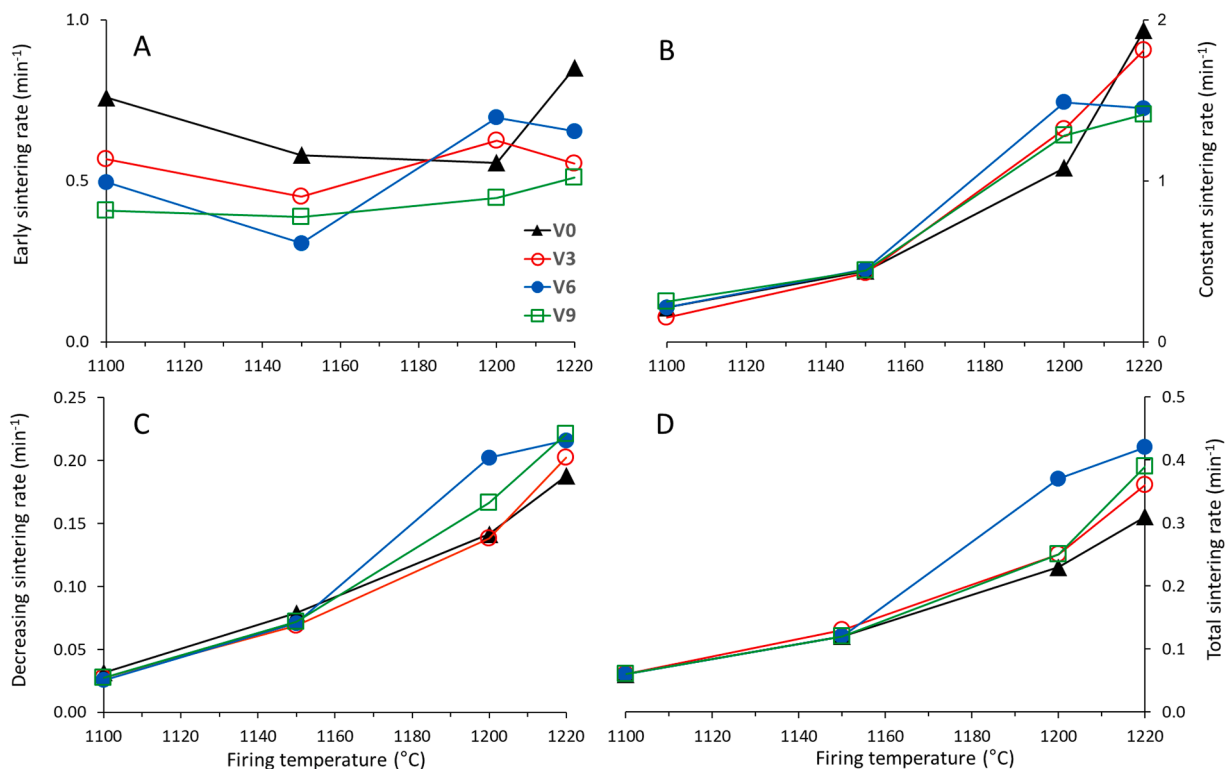 A
Early sintering rate (min⁻¹)
1.0
0.5
0.0
V0
V3
V6
V9
1100 1120 1140 1160 1180 1200 1220
B
Constant sintering rate (min⁻¹)
2
1
0
1100 1120 1140 1160 1180 1200 1220
C
Decreasing sintering rate (min⁻¹)
0.25
0.20
0.15
0.10
0.05
0.00
1100 1120 1140 1160 1180 1200 1220
Firing temperature (°C)
D
Total sintering rate (min⁻¹)
0.5
0.4
0.3
0.2
0.1
0.0
1100 1120 1140 1160 1180 1200 1220
Firing temperature (°C)